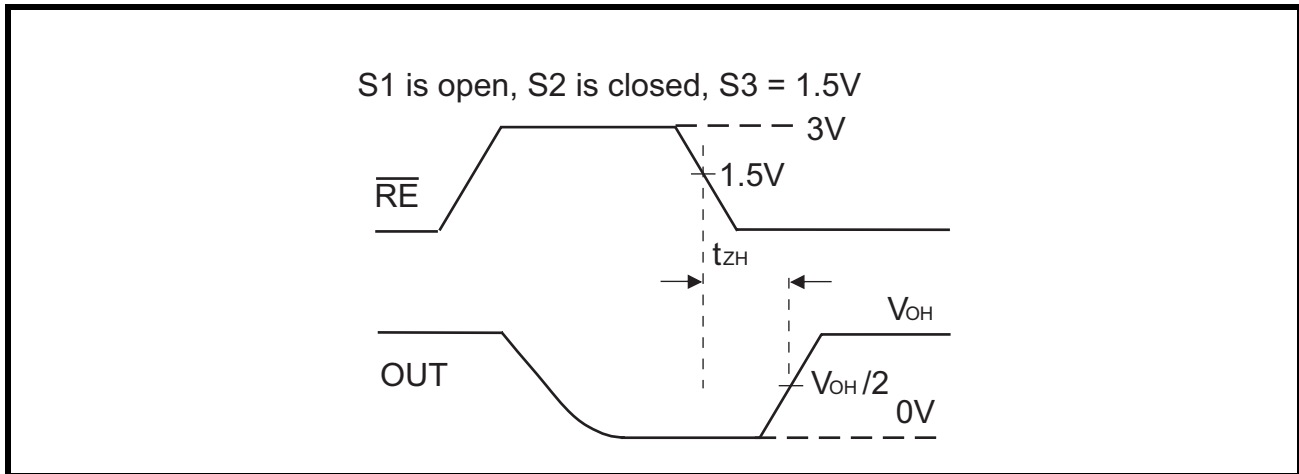 S1 is open, S2 is closed, S3 = 1.5V
3V
1.5V
RE
tZH
VOH
OUT
VOH /2
0V